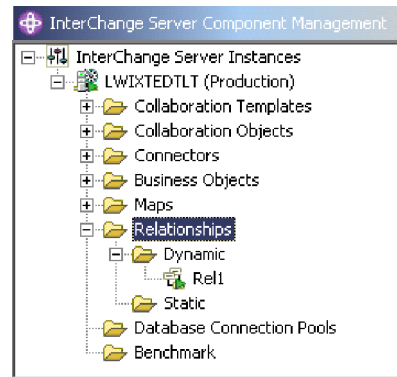 InterChange Server Component Management
InterChange Server Instances
LWIXTEDTLT (Production)
Collaboration Templates
Collaboration Objects
Connectors
Business Objects
Maps
Relationships
Dynamic
Rel1
Static
Database Connection Pools
Benchmark